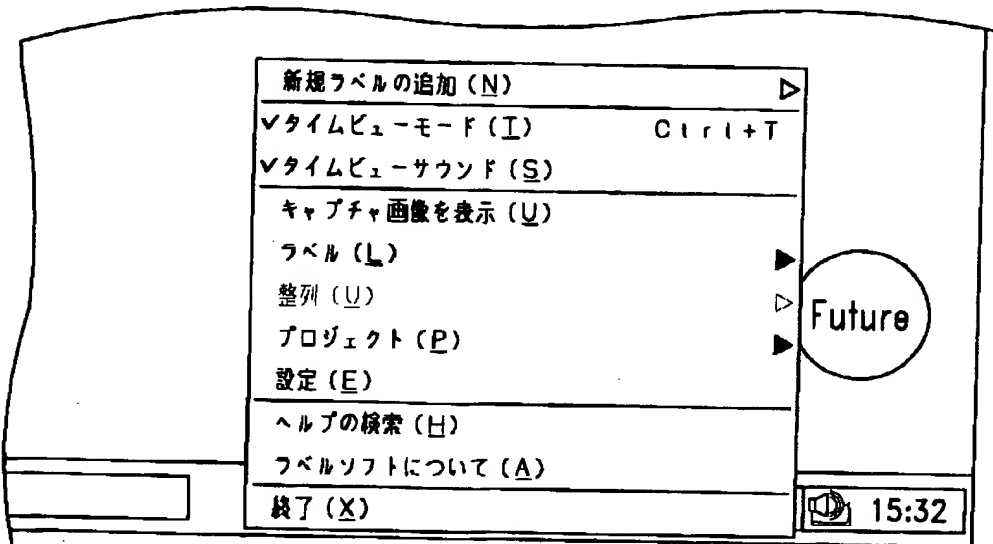 新規ラベルの追加(N)
タイムビューモード(T) Ctrl+T
タイムビューサウンド(S)
キャプチャ画像を表示(U)
ラベル(L)
整列(U)
プロジェクト(P)
設定(E)
ヘルプの検索(H)
ラベルソフトについて(A)
終了(X)
Future
15:32